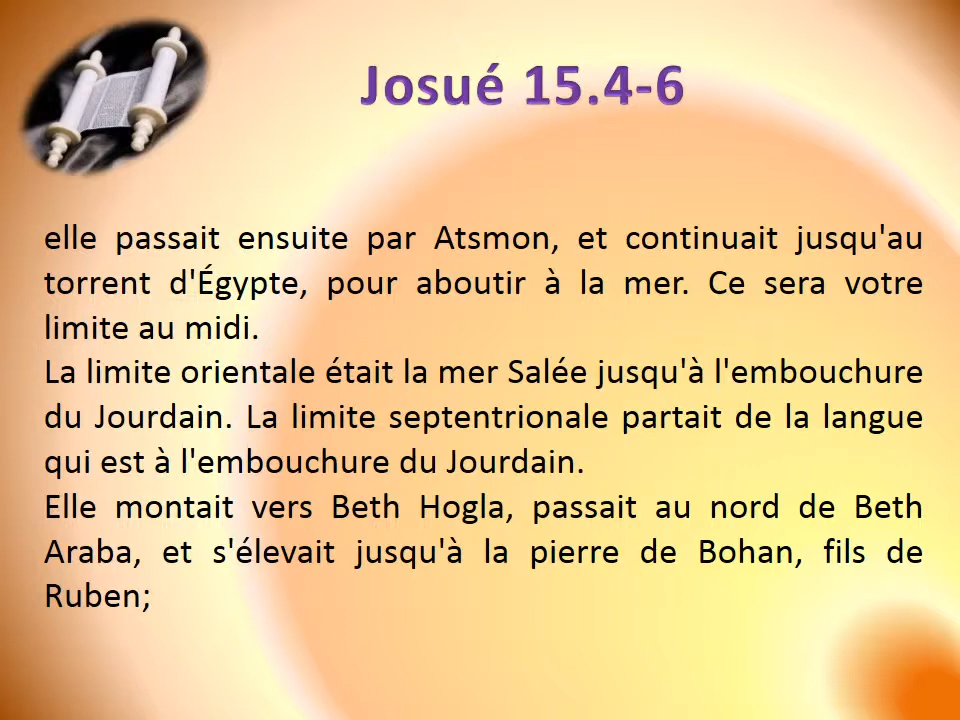 Josué 15.4-6
elle passait ensuite par Atsmon, et continuait jusqu'au
torrent d'Égypte, pour aboutir à la mer. Ce sera votre
limite au midi.
La limite orientale était la mer Salée jusqu'à l'embouchure
du Jourdain. La limite septentrionale partait de la langue
qui est à l'embouchure du Jourdain.
Elle montait vers Beth Hogla, passait au nord de Beth
Araba, et s'élevait jusqu'à la pierre de Bohan, fils de
Ruben;